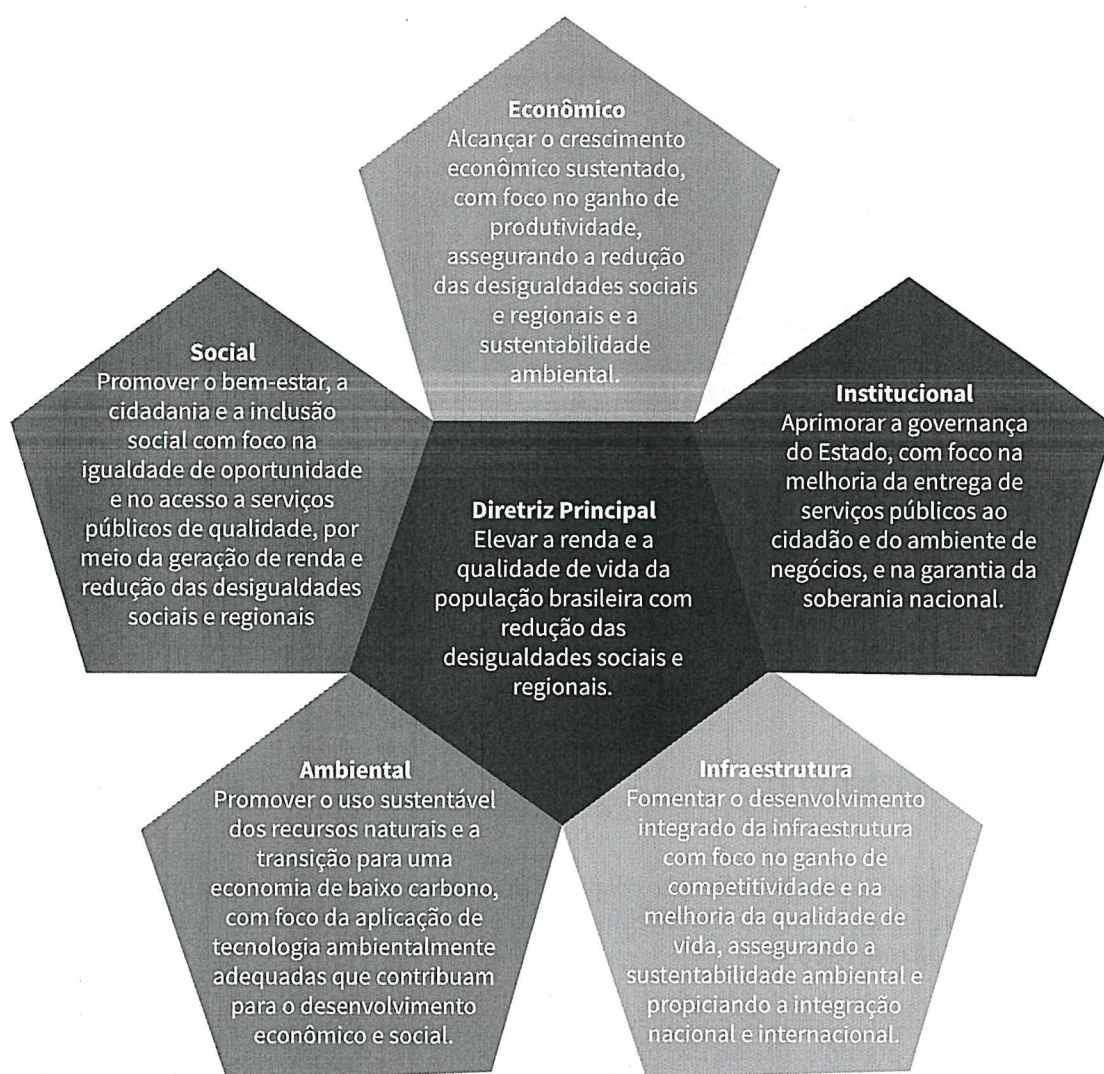 Econômico
Alcançar o crescimento
econômico sustentado,
com foco no ganho de
produtividade,
assegurando a redução
das desigualdades sociais
e regionais e a
sustentabilidade
ambiental.
Social
Promover o bem-estar, a
cidadania e a inclusão
social com foco na
igualdade de oportunidade
e no acesso a serviços
públicos de qualidade, por
meio da geração de renda e
redução das desigualdades
sociais e regionais
Institucional
Aprimorar a governança
do Estado, com foco na
melhoria da entrega de
serviços públicos ao
cidadão e do ambiente de
negócios, e na garantia da
soberania nacional.
Diretriz Principal
Elevar a renda e a
qualidade de vida da
população brasileira com
redução das
desigualdades sociais e
regionais.
Ambiental
Promover o uso sustentável
dos recursos naturais e a
transição para uma
economia de baixo carbono,
com foco da aplicação de
tecnologia ambientalmente
adequadas que contribuam
para o desenvolvimento
econômico e social.
Infraestrutura
Fomentar o desenvolvimento
integrado da infraestrutura
com foco no ganho de
competitividade e na
melhoria da qualidade de
vida, assegurando a
sustentabilidade ambiental e
propiciando a integração
nacional e internacional.